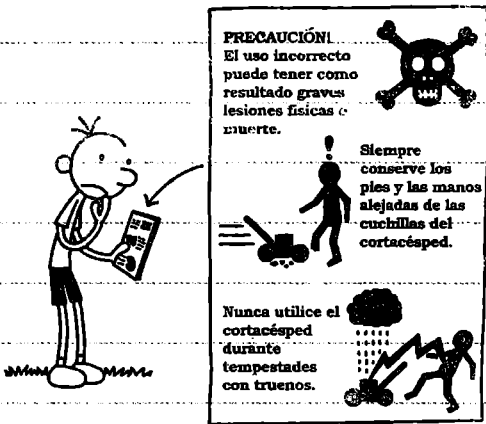 PRECAUCIÓN!
El uso incorrecto
puede tener como
resultado graves
lesiones físicas o
muerte.
Siempre
conserve los
pies y las manos
alejadas de las
cuchillas del
cortacésped.
Nunca utilice el
cortacésped
durante
tempestades
con truenos.